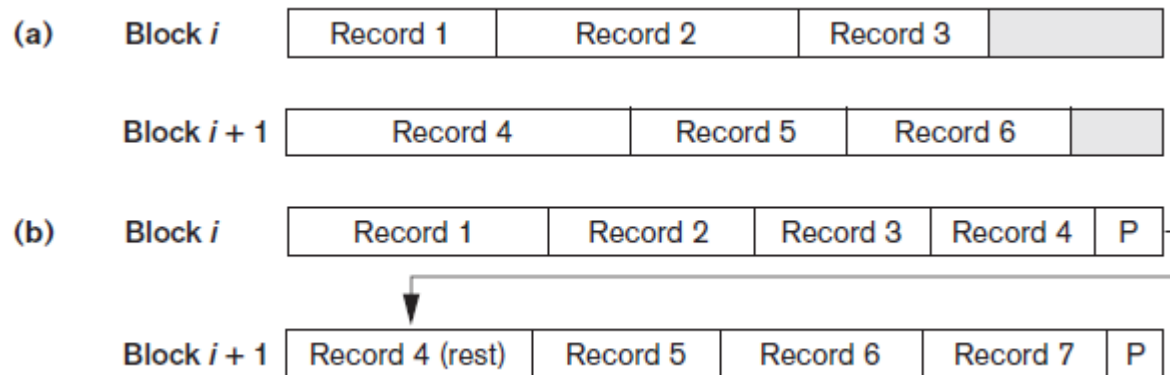 (a) Block i Record 1 Record 2 Record 3
Block i + 1 Record 4 Record 5 Record 6
(b) Block i Record 1 Record 2 Record 3 Record 4 P
Block i + 1 Record 4 (rest) Record 5 Record 6 Record 7 P